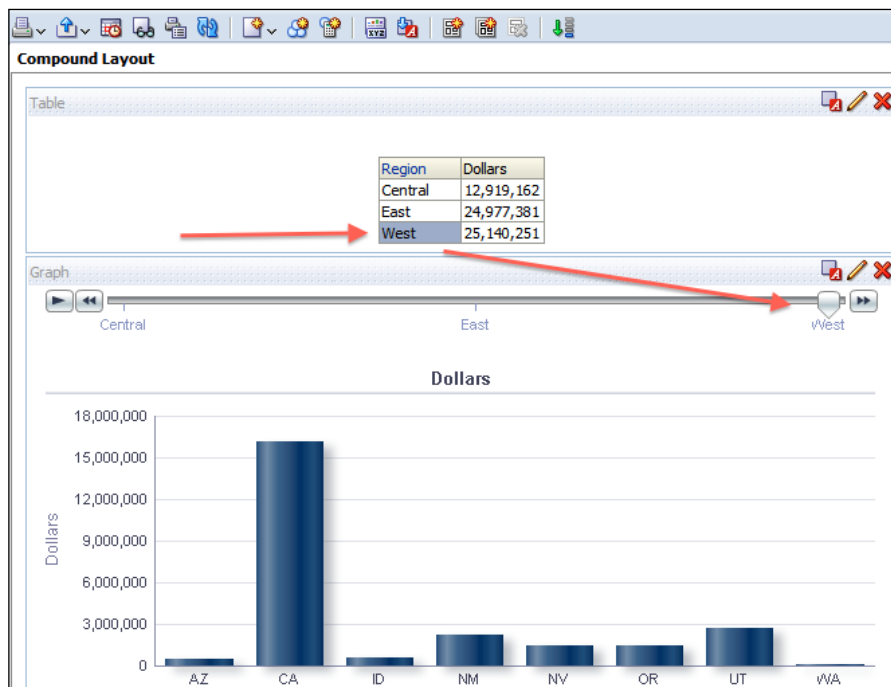 XYZ
Compound Layout
Table
Region Dollars
Central 12,919,162
East 24,977,381
West 25,140,251
Graph
Central East West
Dollars
18,000,000
15,000,000
12,000,000
9,000,000
6,000,000
3,000,000
0
Dollars
AZ CA ID NM NV OR UT WA